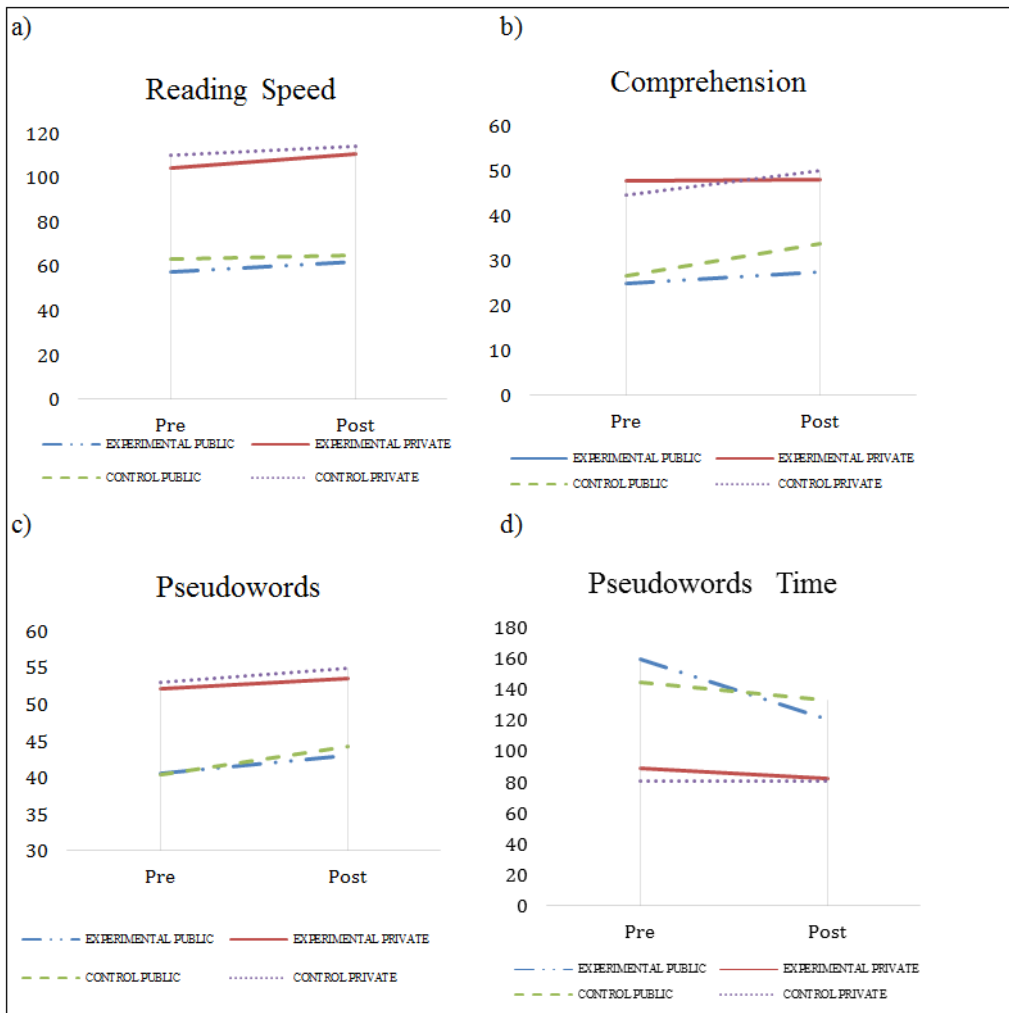 a)
Reading Speed
120
100
80
60
40
20
0
Pre Post
EXPERIMENTAL PUBLIC EXPERIMENTAL PRIVATE
CONTROL PUBLIC CONTROL PRIVATE
b)
Comprehension
60
50
40
30
20
10
0
Pre Post
EXPERIMENTAL PUBLIC EXPERIMENTAL PRIVATE
CONTROL PUBLIC CONTROL PRIVATE
c)
Pseudowords
60
55
50
45
40
35
30
Pre Post
EXPERIMENTAL PUBLIC EXPERIMENTAL PRIVATE
CONTROL PUBLIC CONTROL PRIVATE
d)
Pseudowords Time
180
160
140
120
100
80
60
40
20
0
Pre Post
EXPERIMENTAL PUBLIC EXPERIMENTAL PRIVATE
CONTROL PUBLIC CONTROL PRIVATE